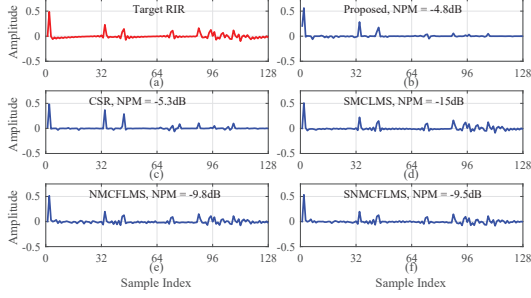 Target RIR
Proposed, NPM = -4.8dB
Amplitude
0.5
0
-0.5
0 32 64 96 128
(a)
0.5
0
-0.5
0 32 64 96 128
(b)
CSR, NPM = -5.3dB
SMCLMS, NPM = -15dB
Amplitude
0.5
0
-0.5
0 32 64 96 128
(c)
0.5
0
-0.5
0 32 64 96 128
(d)
NMCFLMS, NPM = -9.8dB
SNMCFLMS, NPM = -9.5dB
Amplitude
0.5
0
-0.5
0 32 64 96 128
(e)
Sample Index
0.5
0
-0.5
0 32 64 96 128
(f)
Sample Index